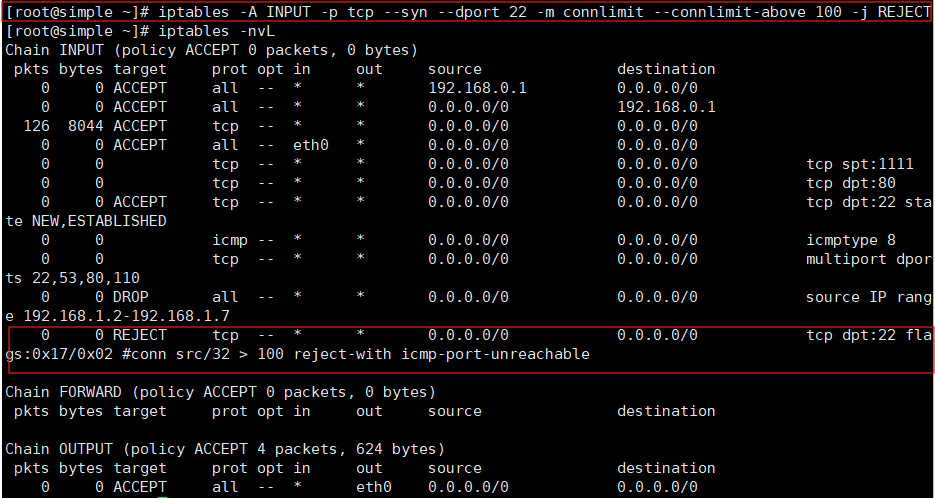 [root@simple ~]# iptables -A INPUT -p tcp --syn --dport 22 -m connlimit --connlimit-above 100 -j REJECT
[root@simple ~]# iptables -nvL
Chain INPUT (policy ACCEPT 0 packets, 0 bytes)
 pkts bytes target     prot opt in     out     source               destination
    0     0 ACCEPT     all  --  *      *       192.168.0.1          0.0.0.0/0
    0     0 ACCEPT     all  --  *      *       0.0.0.0/0            192.168.0.1
  126  8044 ACCEPT     tcp  --  *      *       0.0.0.0/0            0.0.0.0/0
    0     0 ACCEPT     all  --  eth0   *       0.0.0.0/0            0.0.0.0/0
    0     0            tcp  --  *      *       0.0.0.0/0            0.0.0.0/0           tcp spt:1111
    0     0            tcp  --  *      *       0.0.0.0/0            0.0.0.0/0           tcp dpt:80
    0     0 ACCEPT     tcp  --  *      *       0.0.0.0/0            0.0.0.0/0           tcp dpt:22 sta
te NEW,ESTABLISHED
    0     0            icmp --  *      *       0.0.0.0/0            0.0.0.0/0           icmptype 8
    0     0            tcp  --  *      *       0.0.0.0/0            0.0.0.0/0           multiport dpor
ts 22,53,80,110
    0     0 DROP       all  --  *      *       0.0.0.0/0            0.0.0.0/0           source IP rang
e 192.168.1.2-192.168.1.7
    0     0 REJECT     tcp  --  *      *       0.0.0.0/0            0.0.0.0/0           tcp dpt:22 fla
gs:0x17/0x02 #conn src/32 > 100 reject-with icmp-port-unreachable
Chain FORWARD (policy ACCEPT 0 packets, 0 bytes)
 pkts bytes target     prot opt in     out     source               destination
Chain OUTPUT (policy ACCEPT 4 packets, 624 bytes)
 pkts bytes target     prot opt in     out     source               destination
    0     0 ACCEPT     all  --  *      eth0    0.0.0.0/0            0.0.0.0/0